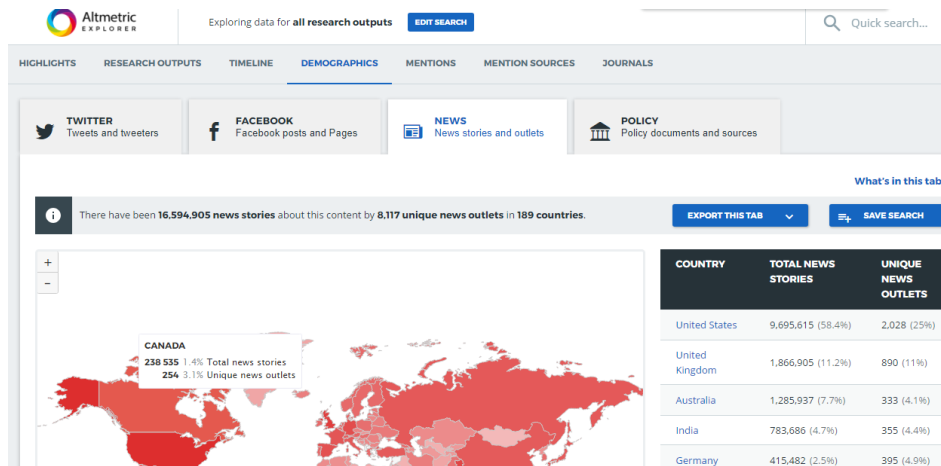 Altmetric
EXPLORER
Exploring data for all research outputs
EDIT SEARCH
Quick search...
HIGHLIGHTS RESEARCH OUTPUTS TIMELINE DEMOGRAPHICS MENTIONS MENTION SOURCES JOURNALS
TWITTER
Tweets and tweeters
FACEBOOK
Facebook posts and Pages
NEWS
News stories and outlets
POLICY
Policy documents and sources
What's in this tab
There have been 16,594,905 news stories about this content by 8,117 unique news outlets in 189 countries.
EXPORT THIS TAB
SAVE SEARCH
+
−
CANADA
238 535 1.4% Total news stories
254 3.1% Unique news outlets
COUNTRY TOTAL NEWS STORIES UNIQUE NEWS OUTLETS
United States 9,695,615 (58.4%) 2,028 (25%)
United Kingdom 1,866,905 (11.2%) 890 (11%)
Australia 1,285,937 (7.7%) 333 (4.1%)
India 783,686 (4.7%) 355 (4.4%)
Germany 415,482 (2.5%) 395 (4.9%)